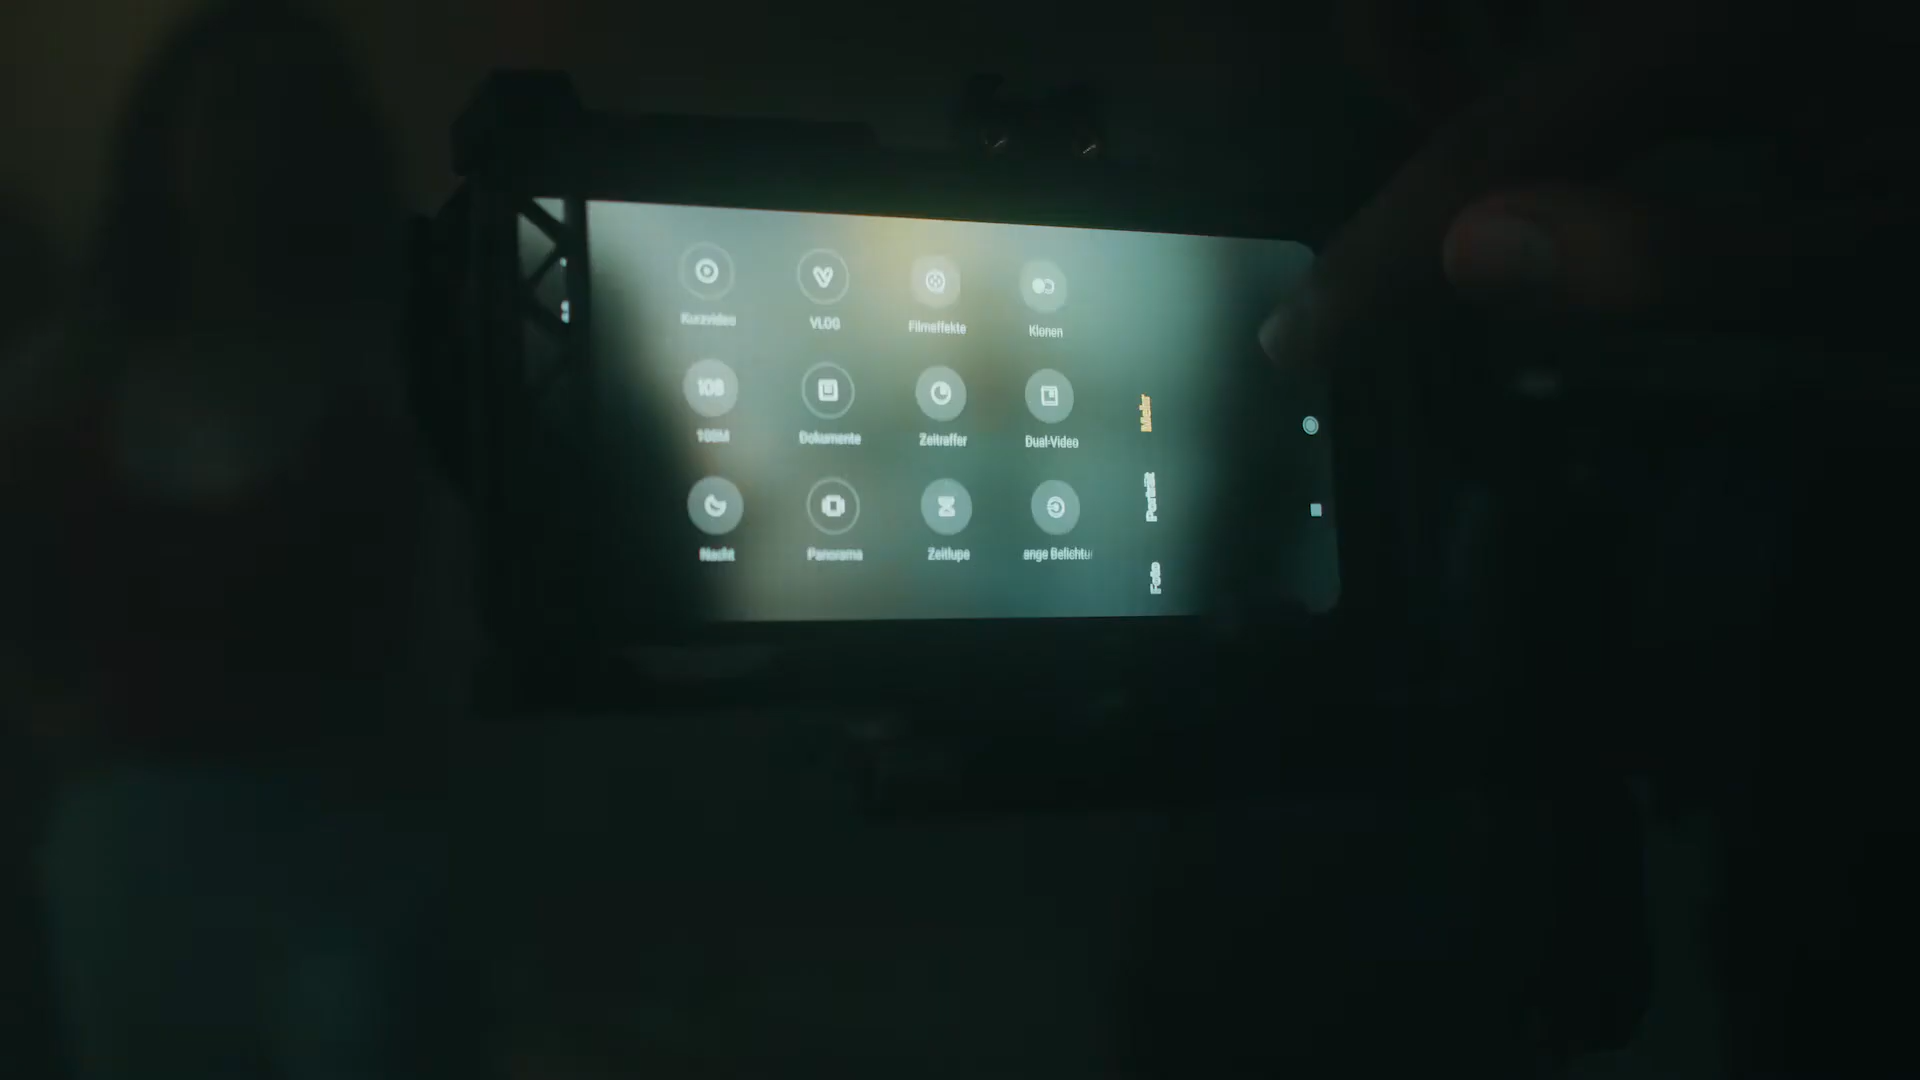 Kurzvideo
VLOG
Filmeffekte
Klonen
108
108M
Dokumente
Zeitraffer
Dual-Video
Nacht
Panorama
Zeitlupe
ange Belichtu
Mehr
Porträt
Foto